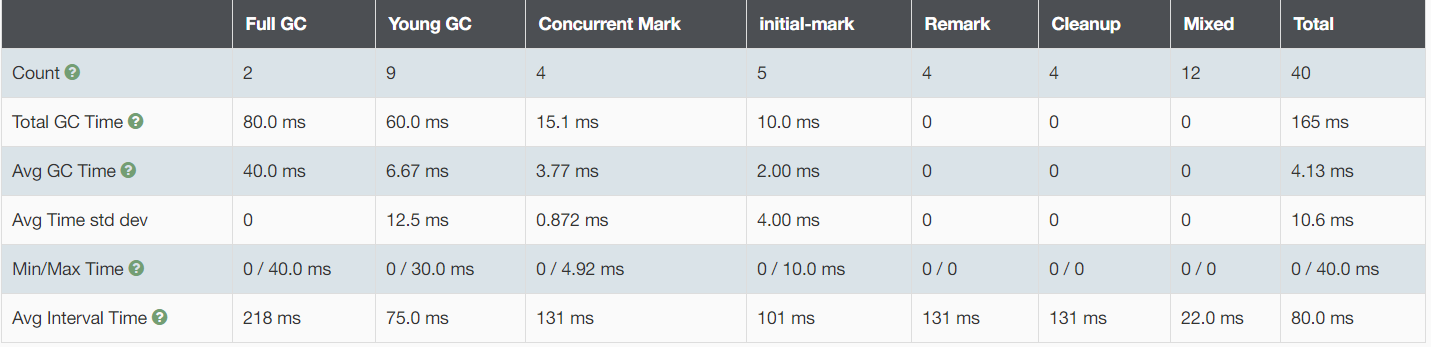 Full GC Young GC Concurrent Mark initial-mark Remark Cleanup Mixed Total
Count ? 2 9 4 5 4 4 12 40
Total GC Time ? 80.0 ms 60.0 ms 15.1 ms 10.0 ms 0 0 0 165 ms
Avg GC Time ? 40.0 ms 6.67 ms 3.77 ms 2.00 ms 0 0 0 4.13 ms
Avg Time std dev 0 12.5 ms 0.872 ms 4.00 ms 0 0 0 10.6 ms
Min/Max Time ? 0 / 40.0 ms 0 / 30.0 ms 0 / 4.92 ms 0 / 10.0 ms 0 / 0 0 / 0 0 / 0 0 / 40.0 ms
Avg Interval Time ? 218 ms 75.0 ms 131 ms 101 ms 131 ms 131 ms 22.0 ms 80.0 ms